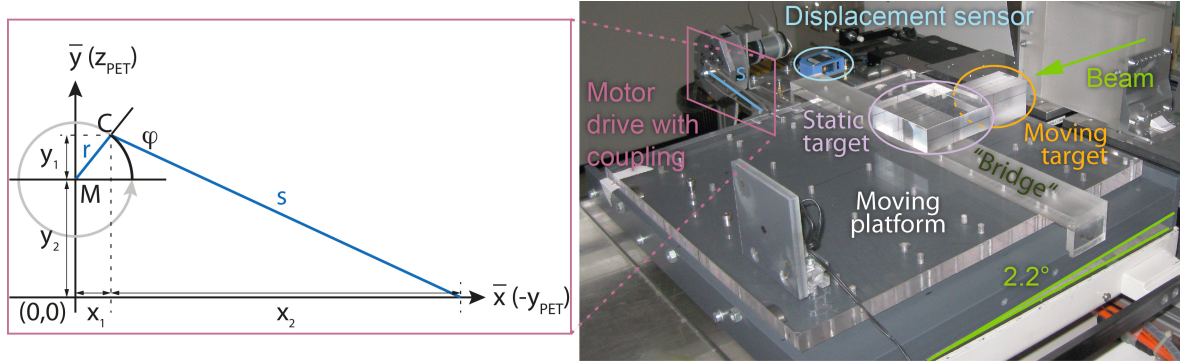 y̅ (z_PET)
C
φ
y₁
r
M
s
y₂
(0,0)
x₁
x₂
x̅ (-y_PET)
Displacement sensor
s
Beam
Motor
drive with
coupling
Static
target
Moving
target
"Bridge"
Moving
platform
2.2°